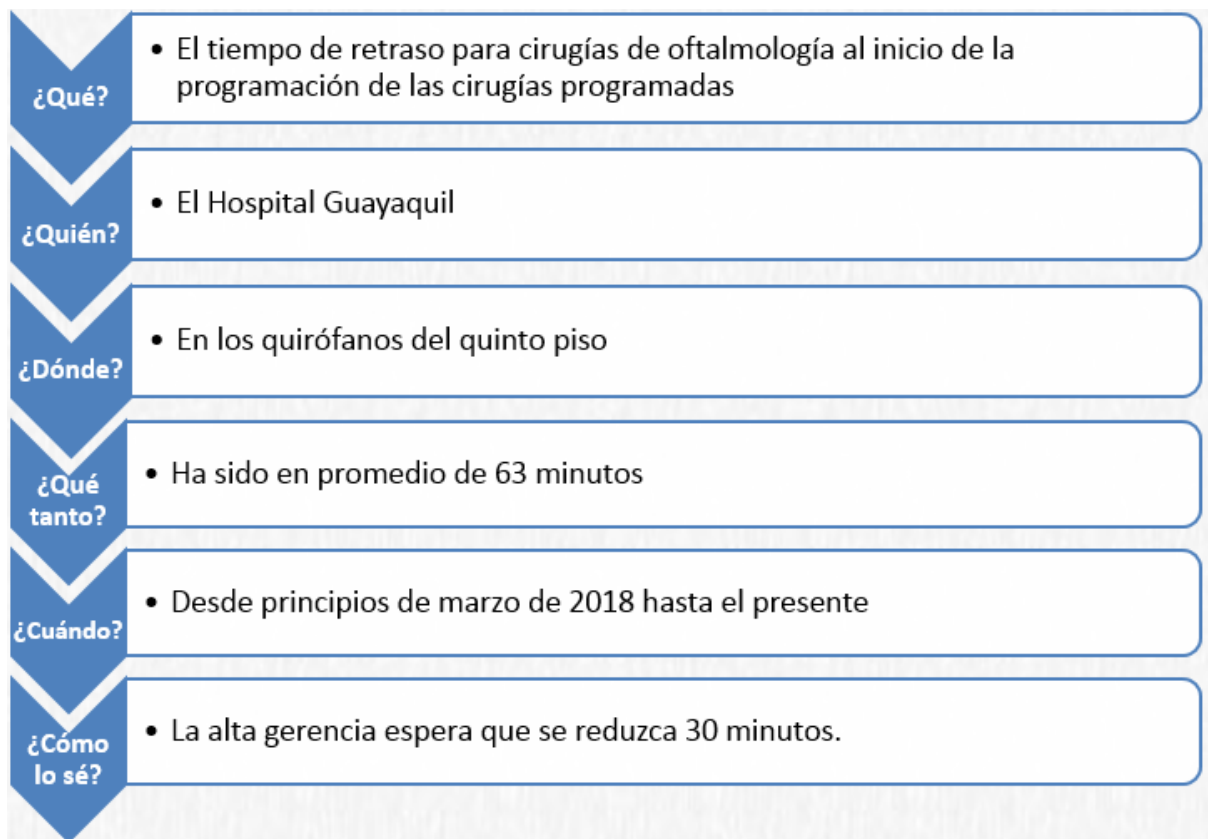 ¿Qué?
• El tiempo de retraso para cirugías de oftalmología al inicio de la
programación de las cirugías programadas
¿Quién?
• El Hospital Guayaquil
¿Dónde?
• En los quirófanos del quinto piso
¿Qué
tanto?
• Ha sido en promedio de 63 minutos
¿Cuándo?
• Desde principios de marzo de 2018 hasta el presente
¿Cómo
lo sé?
• La alta gerencia espera que se reduzca 30 minutos.